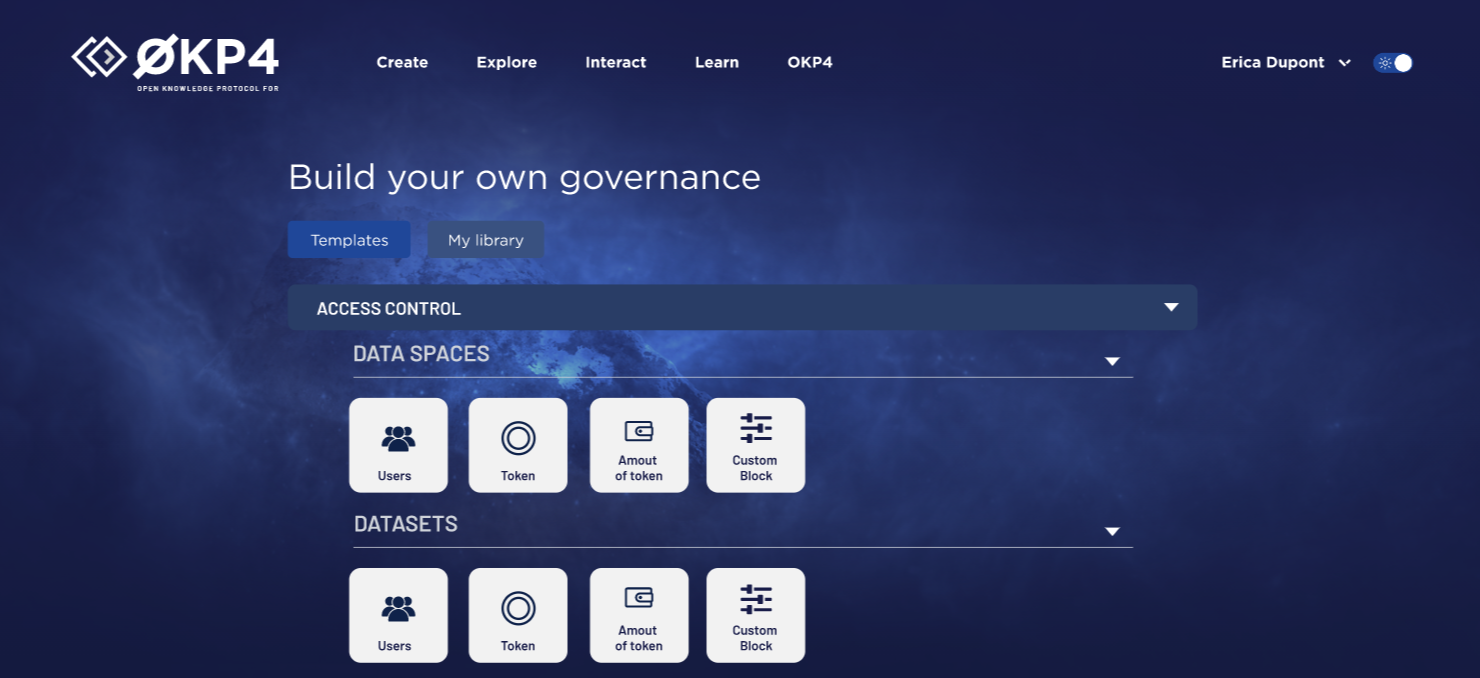 ØKP4
OPEN KNOWLEDGE PROTOCOL FOR
Create Explore Interact Learn OKP4
Erica Dupont
Build your own governance
Templates My library
ACCESS CONTROL
DATA SPACES
Users
Token
Amout
of token
Custom
Block
DATASETS
Users
Token
Amout
of token
Custom
Block